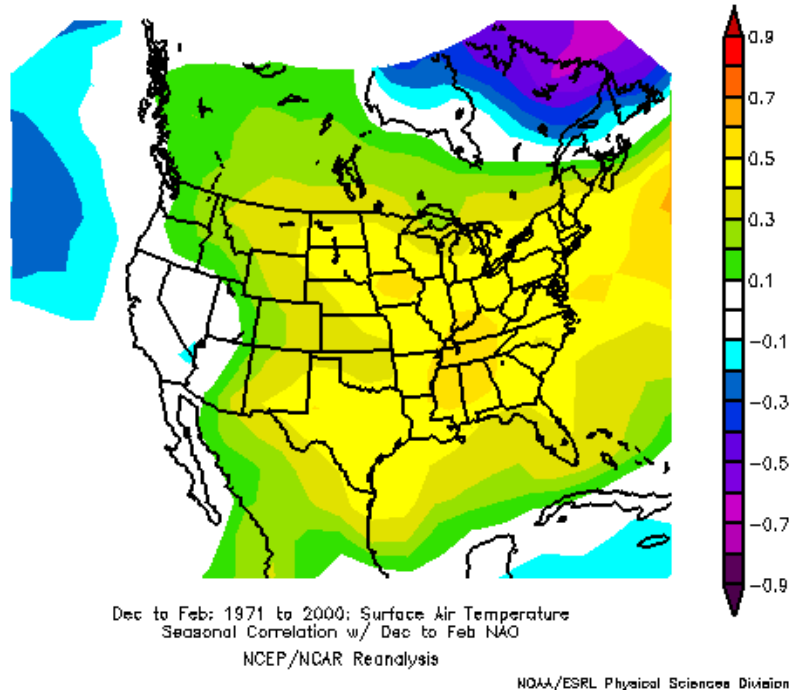 0.9
0.7
0.5
0.3
0.1
-0.1
-0.3
-0.5
-0.7
-0.9
Dec to Feb: 1971 to 2000: Surface Air Temperature
Seasonal Correlation w/ Dec to Feb NAO
NCEP/NCAR Reanalysis
NOAA/ESRL Physical Sciences Division